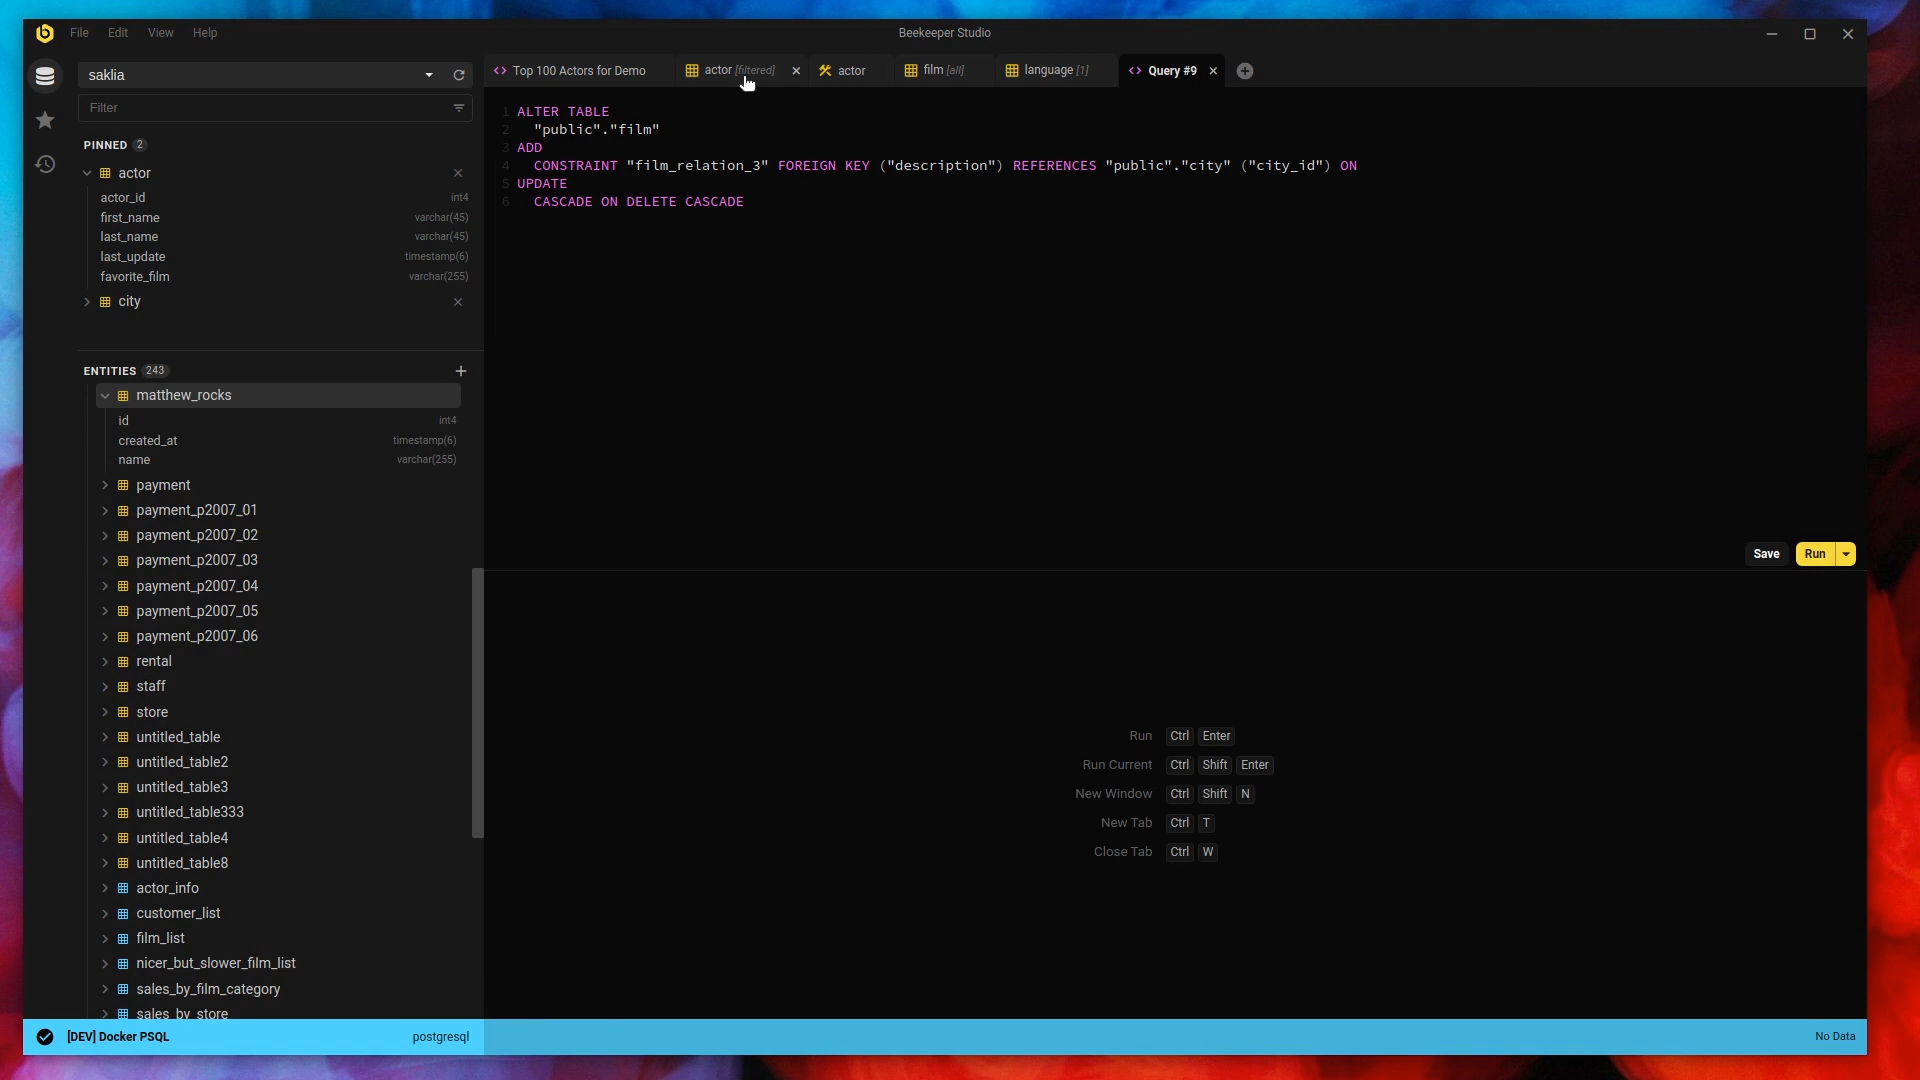 File Edit View Help
Beekeeper Studio
saklia
Filter
PINNED 2
actor
actor_id int4
first_name varchar(45)
last_name varchar(45)
last_update timestamp(6)
favorite_film varchar(255)
city
ENTITIES 243
matthew_rocks
id int4
created_at timestamp(6)
name varchar(255)
payment
payment_p2007_01
payment_p2007_02
payment_p2007_03
payment_p2007_04
payment_p2007_05
payment_p2007_06
rental
staff
store
untitled_table
untitled_table2
untitled_table3
untitled_table333
untitled_table4
untitled_table8
actor_info
customer_list
film_list
nicer_but_slower_film_list
sales_by_film_category
sales_by_store
Top 100 Actors for Demo actor [filtered] actor film [all] language [1] Query #9
1 ALTER TABLE
2 "public"."film"
3 ADD
4 CONSTRAINT "film_relation_3" FOREIGN KEY ("description") REFERENCES "public"."city" ("city_id") ON
5 UPDATE
6 CASCADE ON DELETE CASCADE
Save Run
Run Ctrl Enter
Run Current Ctrl Shift Enter
New Window Ctrl Shift N
New Tab Ctrl T
Close Tab Ctrl W
[DEV] Docker PSQL postgresql No Data